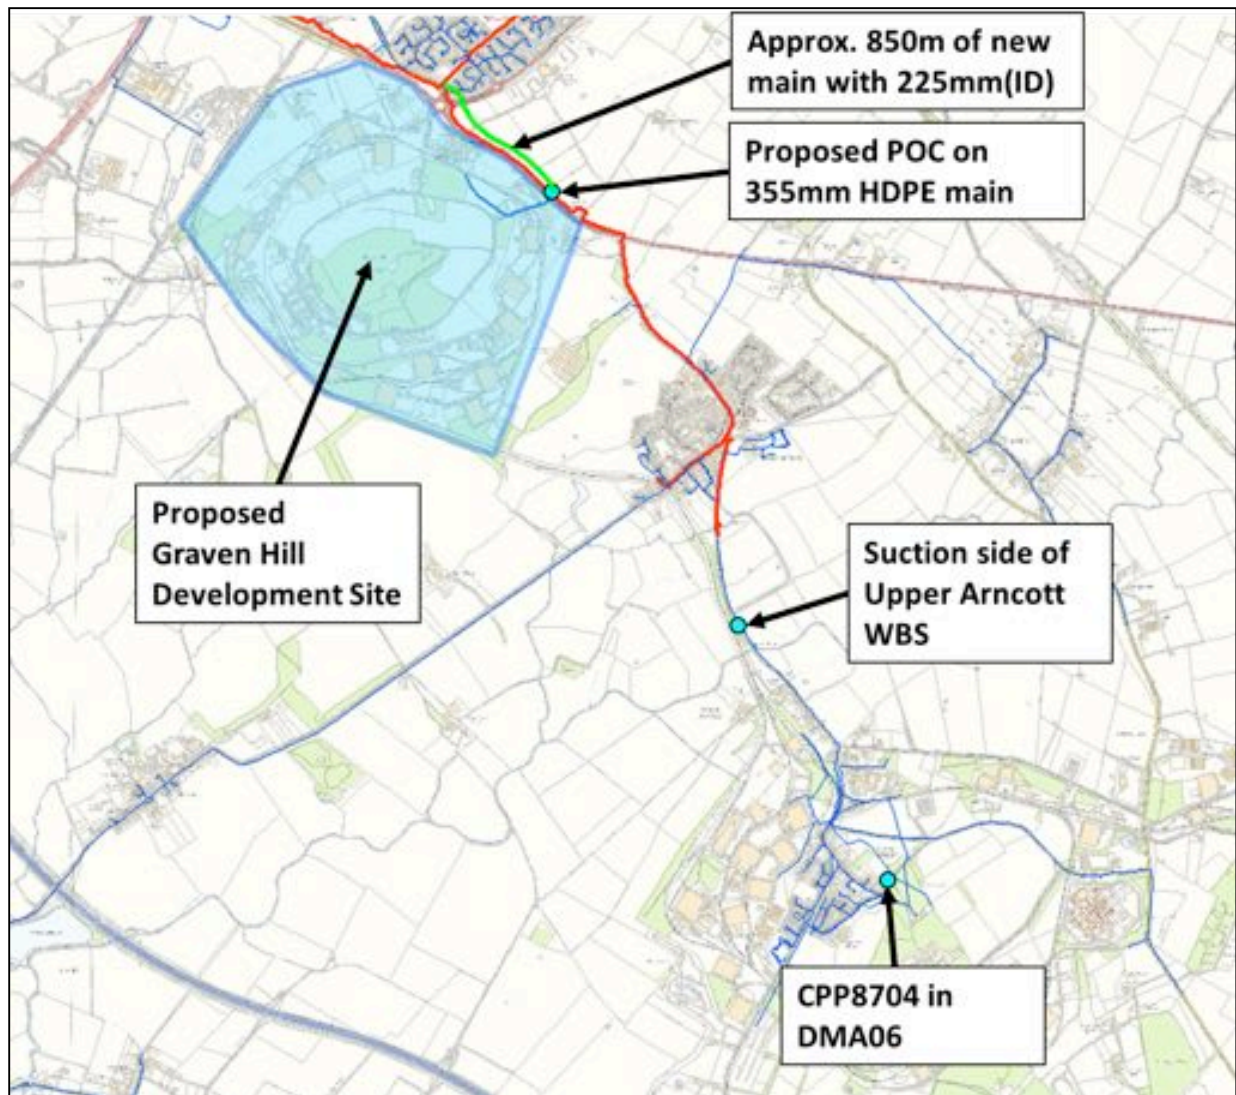 Approx. 850m of new
main with 225mm(ID)
Proposed POC on
355mm HDPE main
Proposed
Graven Hill
Development Site
Suction side of
Upper Arncott
WBS
CPP8704 in
DMA06